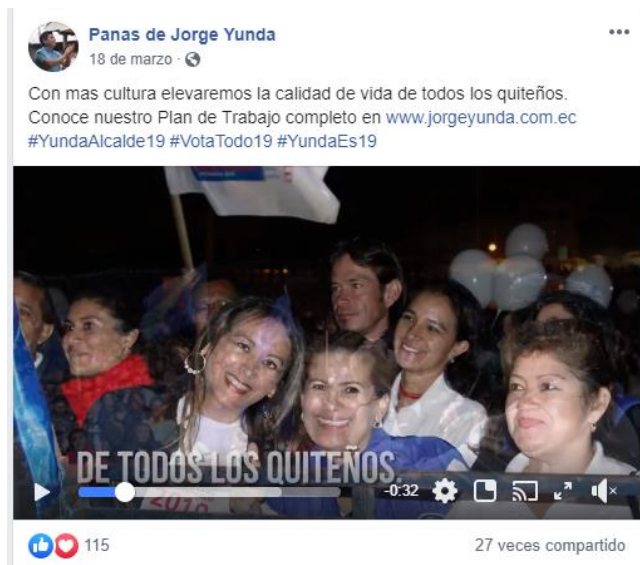 Panas de Jorge Yunda
18 de marzo ·
Con mas cultura elevaremos la calidad de vida de todos los quiteños.
Conoce nuestro Plan de Trabajo completo en www.jorgeyunda.com.ec
#YundaAlcalde19 #VotaTodo19 #YundaEs19
DE TODOS LOS QUITEÑOS
-0:32
115
27 veces compartido